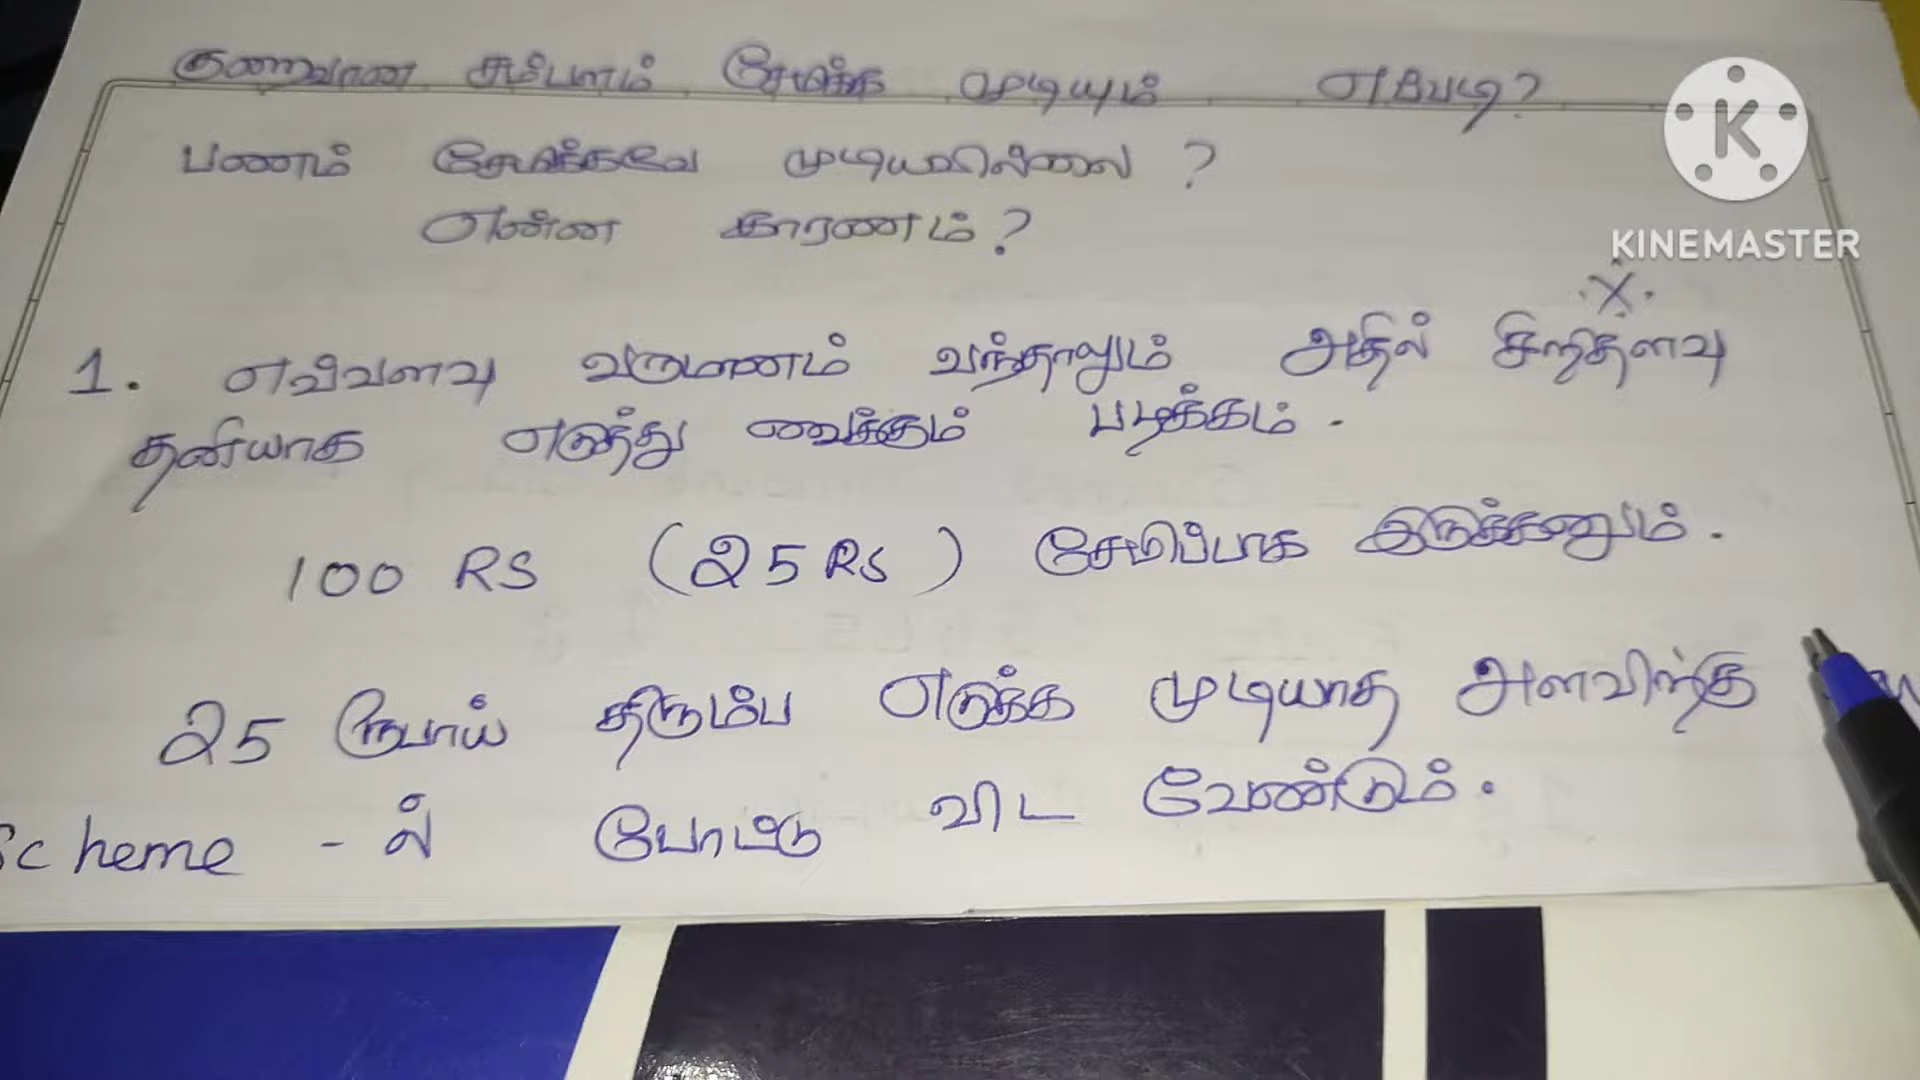 குறைவான சம்பளம் சேமிக்க முடியும் எப்படி?
பணம் சேமிக்கவே முடியவில்லை ?
என்ன காரணம்?
KINEMASTER
1. எவ்வளவு வருமானம் வந்தாலும் அதில் சிறிதளவு
தனியாக எடுத்து வைக்கும் படிக்கம்.
100 RS (25 RS) சேமிப்பாக இருக்கனும்.
25 ரூபாய் திரும்ப எடுக்க முடியாத அளவிற்கு
Scheme - ல் போட்டு விட வேண்டும்.